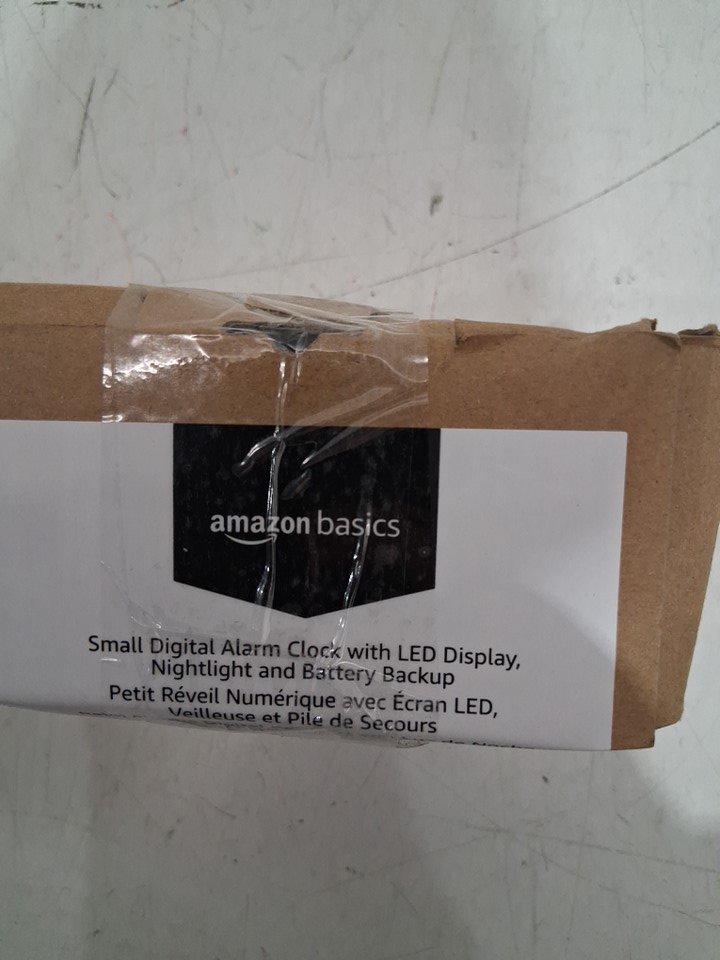 amazon basics
Small Digital Alarm Clock with LED Display,
Nightlight and Battery Backup
Petit Réveil Numérique avec Écran LED,
Veilleuse et Pile de Secours